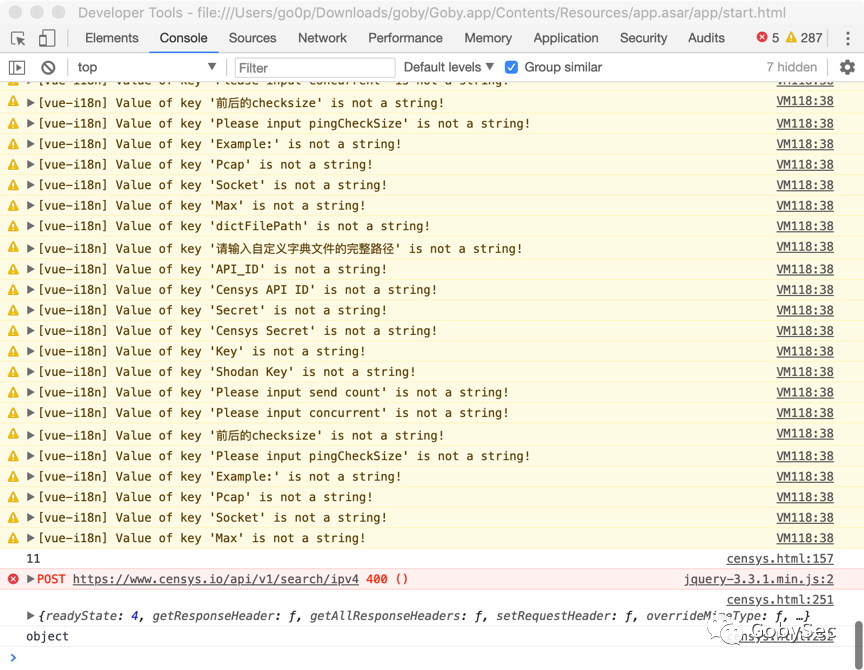 Developer Tools - file:///Users/go0p/Downloads/goby/Goby.app/Contents/Resources/app.asar/app/start.html
Elements Console Sources Network Performance Memory Application Security Audits 5 287
top Filter Default levels Group similar 7 hidden
[vue-i18n] Value of key 'Please input concurrent' is not a string! VM118:38
[vue-i18n] Value of key '前后的checksize' is not a string! VM118:38
[vue-i18n] Value of key 'Please input pingCheckSize' is not a string! VM118:38
[vue-i18n] Value of key 'Example:' is not a string! VM118:38
[vue-i18n] Value of key 'Pcap' is not a string! VM118:38
[vue-i18n] Value of key 'Socket' is not a string! VM118:38
[vue-i18n] Value of key 'Max' is not a string! VM118:38
[vue-i18n] Value of key 'dictFilePath' is not a string! VM118:38
[vue-i18n] Value of key '请输入自定义字典文件的完整路径' is not a string! VM118:38
[vue-i18n] Value of key 'API_ID' is not a string! VM118:38
[vue-i18n] Value of key 'Censys API ID' is not a string! VM118:38
[vue-i18n] Value of key 'Secret' is not a string! VM118:38
[vue-i18n] Value of key 'Censys Secret' is not a string! VM118:38
[vue-i18n] Value of key 'Key' is not a string! VM118:38
[vue-i18n] Value of key 'Shodan Key' is not a string! VM118:38
[vue-i18n] Value of key 'Please input send count' is not a string! VM118:38
[vue-i18n] Value of key 'Please input concurrent' is not a string! VM118:38
[vue-i18n] Value of key '前后的checksize' is not a string! VM118:38
[vue-i18n] Value of key 'Please input pingCheckSize' is not a string! VM118:38
[vue-i18n] Value of key 'Example:' is not a string! VM118:38
[vue-i18n] Value of key 'Pcap' is not a string! VM118:38
[vue-i18n] Value of key 'Socket' is not a string! VM118:38
[vue-i18n] Value of key 'Max' is not a string! VM118:38
11 censys.html:157
POST https://www.censys.io/api/v1/search/ipv4 400 () jquery-3.3.1.min.js:2
censys.html:251
{readyState: 4, getResponseHeader: ƒ, getAllResponseHeaders: ƒ, setRequestHeader: ƒ, overrideMimeType: ƒ, …}
object censys.html:252
GobySec